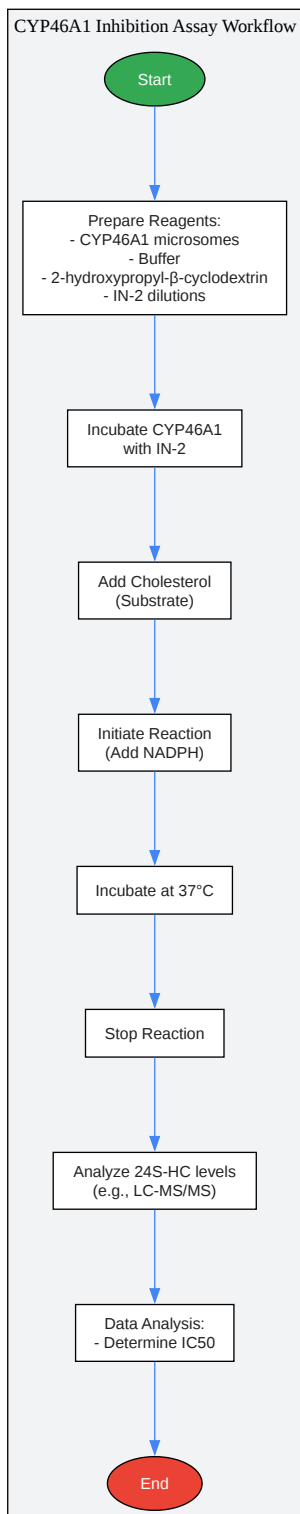 CYP46A1 Inhibition Assay Workflow
Start
Prepare Reagents:
- CYP46A1 microsomes
- Buffer
- 2-hydroxypropyl-β-cyclodextrin
- IN-2 dilutions
Incubate CYP46A1
with IN-2
Add Cholesterol
(Substrate)
Initiate Reaction
(Add NADPH)
Incubate at 37°C
Stop Reaction
Analyze 24S-HC levels
(e.g., LC-MS/MS)
Data Analysis:
- Determine IC50
End